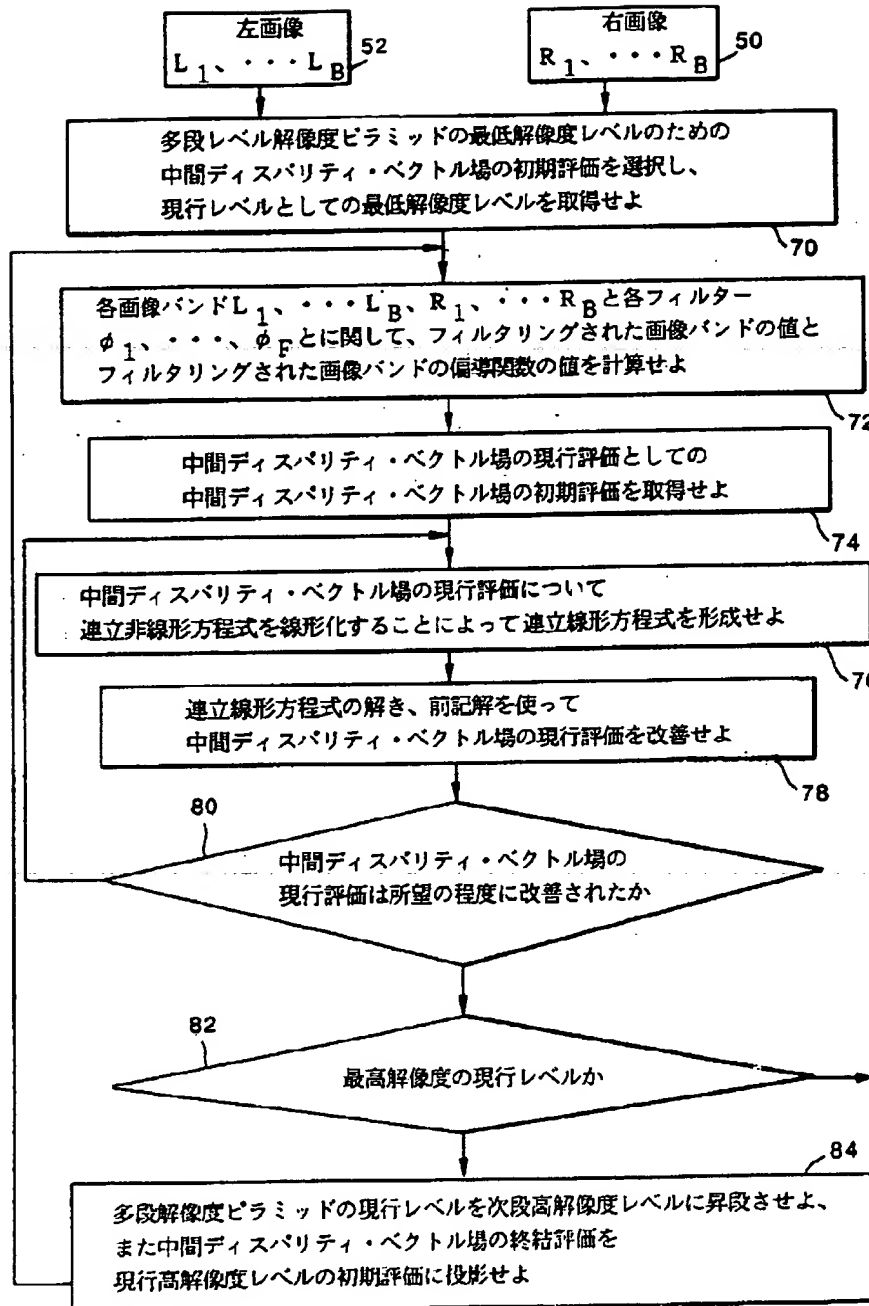 左画像
L1、・・・LB
52
右画像
R1、・・・RB
50
多段レベル解像度ピラミッドの最低解像度レベルのための
中間ディスパリティ・ベクトル場の初期評価を選択し、
現行レベルとしての最低解像度レベルを取得せよ
70
各画像バンドL1、・・・LB、R1、・・・RBと各フィルター
φ1、・・・、φFとに関して、フィルタリングされた画像バンドの値と
フィルタリングされた画像バンドの偏導関数の値を計算せよ
72
中間ディスパリティ・ベクトル場の現行評価としての
中間ディスパリティ・ベクトル場の初期評価を取得せよ
74
中間ディスパリティ・ベクトル場の現行評価について
連立非線形方程式を線形化することによって連立線形方程式を形成せよ
連立線形方程式の解き、前記解を使って
中間ディスパリティ・ベクトル場の現行評価を改善せよ
78
80
中間ディスパリティ・ベクトル場の
現行評価は所望の程度に改善されたか
82
最高解像度の現行レベルか
84
多段解像度ピラミッドの現行レベルを次段高解像度レベルに昇段させよ、
また中間ディスパリティ・ベクトル場の終結評価を
現行高解像度レベルの初期評価に投影せよ